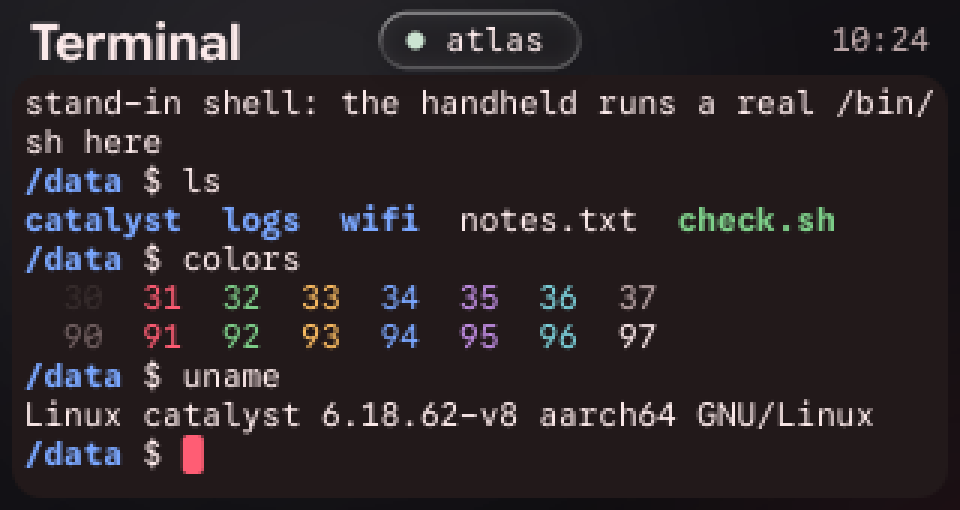 Terminal
atlas
10:24
stand-in shell: the handheld runs a real /bin/
sh here
/data $ ls
catalyst  logs  wifi  notes.txt  check.sh
/data $ colors
  30  31  32  33  34  35  36  37
  90  91  92  93  94  95  96  97
/data $ uname
Linux catalyst 6.18.62-v8 aarch64 GNU/Linux
/data $